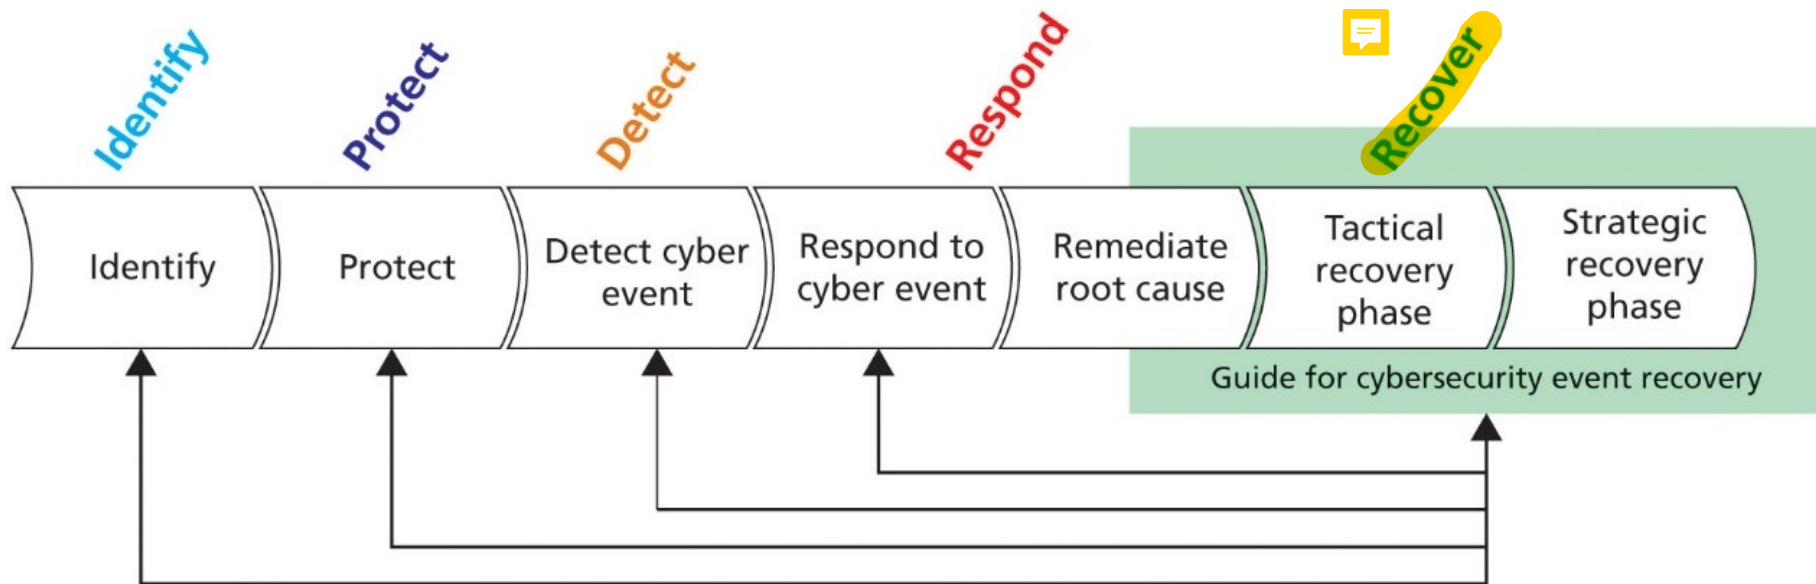 Identify
Protect
Detect
Respond
Recover
Identify
Protect
Detect cyber
event
Respond to
cyber event
Remediate
root cause
Tactical
recovery
phase
Strategic
recovery
phase
Guide for cybersecurity event recovery